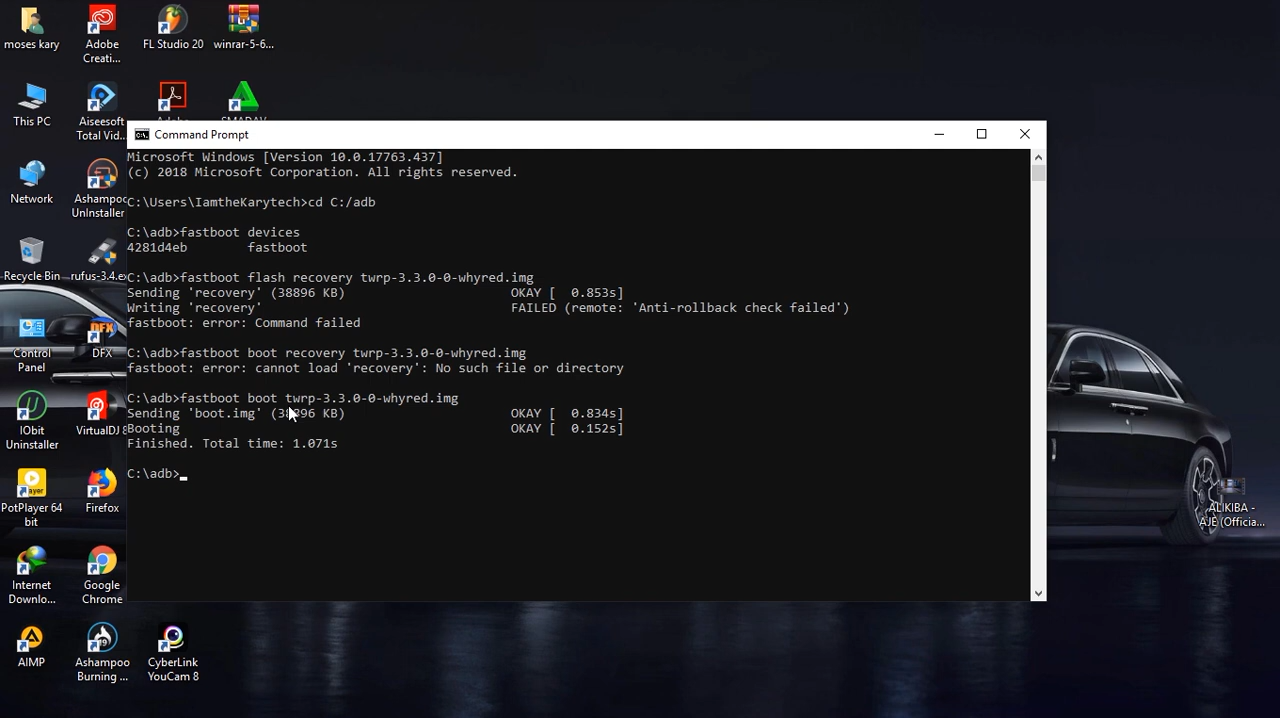 moses kary
Adobe
Creati...
FL Studio 20
winrar-5-6...
This PC
Aiseesoft
Total Vid...
Network
Ashampoo
UnInstaller
Recycle Bin
rufus-3.4.ex
Control
Panel
DFX
IObit
Uninstaller
VirtualDJ 8
PotPlayer 64
bit
Firefox
Internet
Downlo...
Google
Chrome
AIMP
Ashampoo
Burning ...
CyberLink
YouCam 8
ALIKIBA -
AJE (Officia...
Command Prompt
Microsoft Windows [Version 10.0.17763.437]
(c) 2018 Microsoft Corporation. All rights reserved.
C:\Users\IamtheKarytech>cd C:/adb
C:\adb>fastboot devices
4281d4eb        fastboot
C:\adb>fastboot flash recovery twrp-3.3.0-0-whyred.img
Sending 'recovery' (38896 KB)                      OKAY [  0.853s]
Writing 'recovery'                                 FAILED (remote: 'Anti-rollback check failed')
fastboot: error: Command failed
C:\adb>fastboot boot recovery twrp-3.3.0-0-whyred.img
fastboot: error: cannot load 'recovery': No such file or directory
C:\adb>fastboot boot twrp-3.3.0-0-whyred.img
Sending 'boot.img' (38896 KB)                      OKAY [  0.834s]
Booting                                            OKAY [  0.152s]
Finished. Total time: 1.071s
C:\adb>